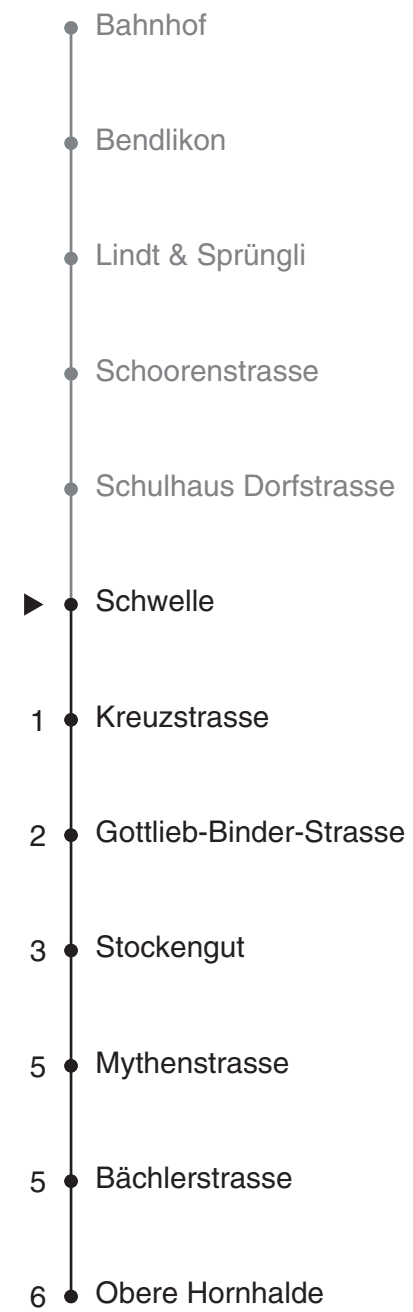 Bahnhof
Bendlikon
Lindt & Sprüngli
Schoorenstrasse
Schulhaus Dorfstrasse
Schwelle
1 Kreuzstrasse
2 Gottlieb-Binder-Strasse
3 Stockengut
5 Mythenstrasse
5 Bächlerstrasse
6 Obere Hornhalde